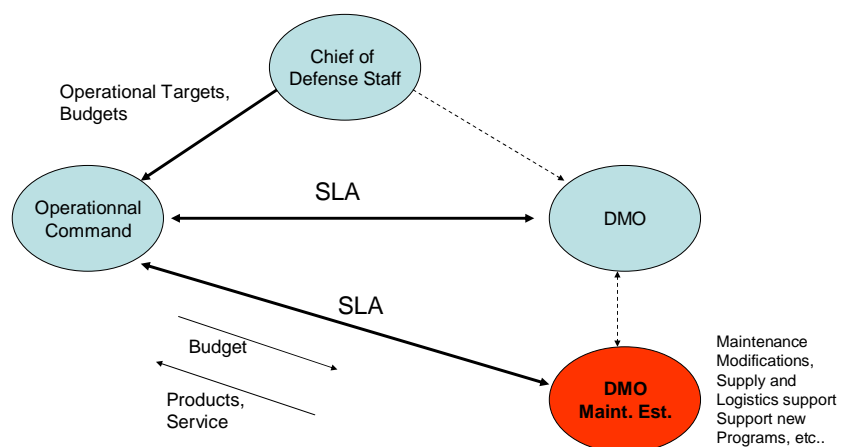 Chief of
Defense Staff
Operational Targets,
Budgets
SLA
Operationnal
Command
DMO
SLA
Budget
Products,
Service
DMO
Maint. Est.
Maintenance
Modifications,
Supply and
Logistics support
Support new
Programs, etc..